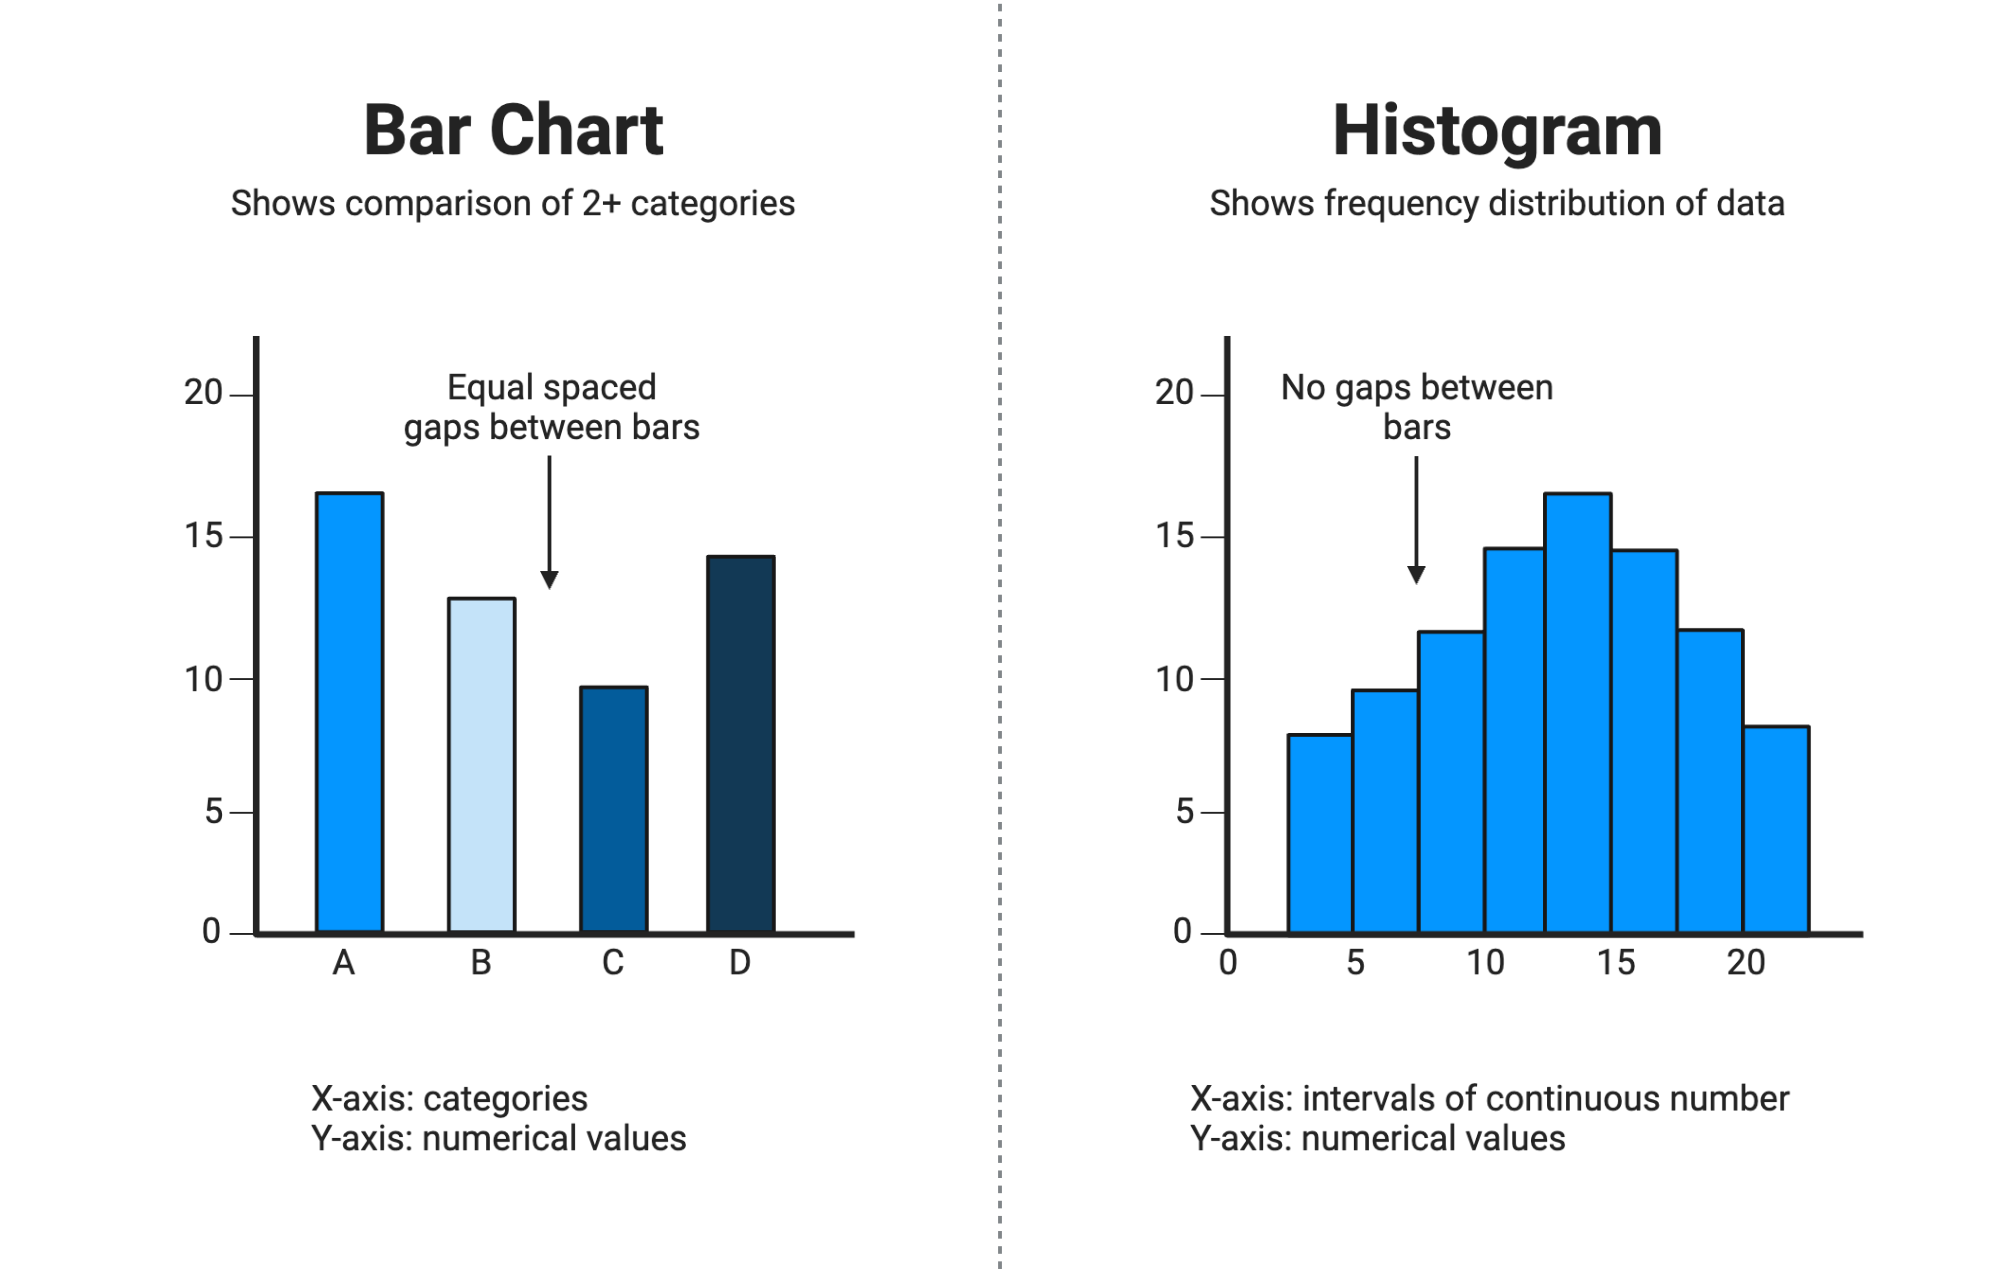 Bar Chart
Shows comparison of 2+ categories
Equal spaced
gaps between bars
20
15
10
5
0
A B C D
X-axis: categories
Y-axis: numerical values
Histogram
Shows frequency distribution of data
No gaps between
bars
20
15
10
5
0
0 5 10 15 20
X-axis: intervals of continuous number
Y-axis: numerical values